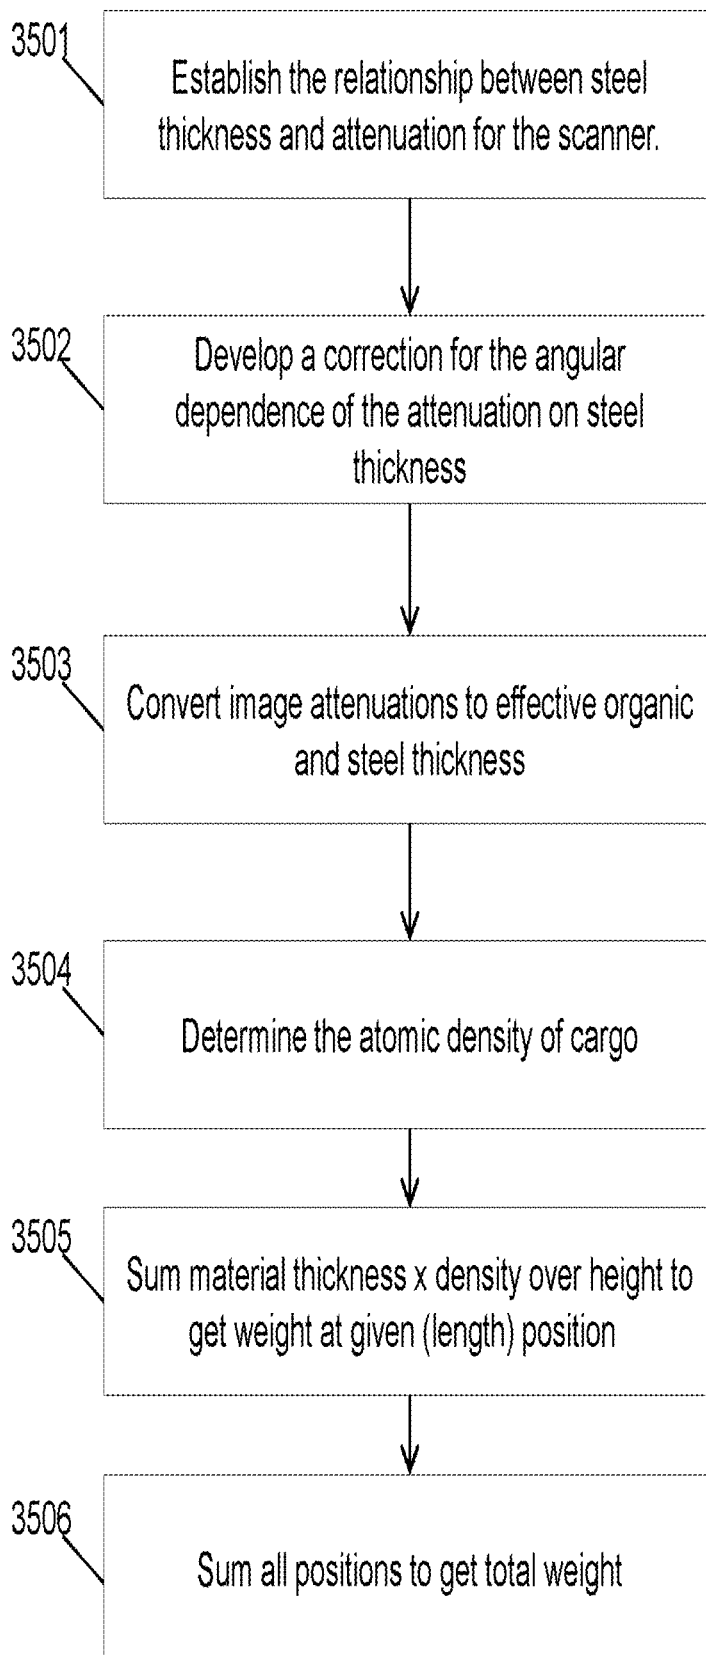 3501
Establish the relationship between steel
thickness and attenuation for the scanner.
3502
Develop a correction for the angular
dependence of the attenuation on steel
thickness
3503
Convert image attenuations to effective organic
and steel thickness
3504
Determine the atomic density of cargo
3505
Sum material thickness x density over height to
get weight at given (length) position
3506
Sum all positions to get total weight